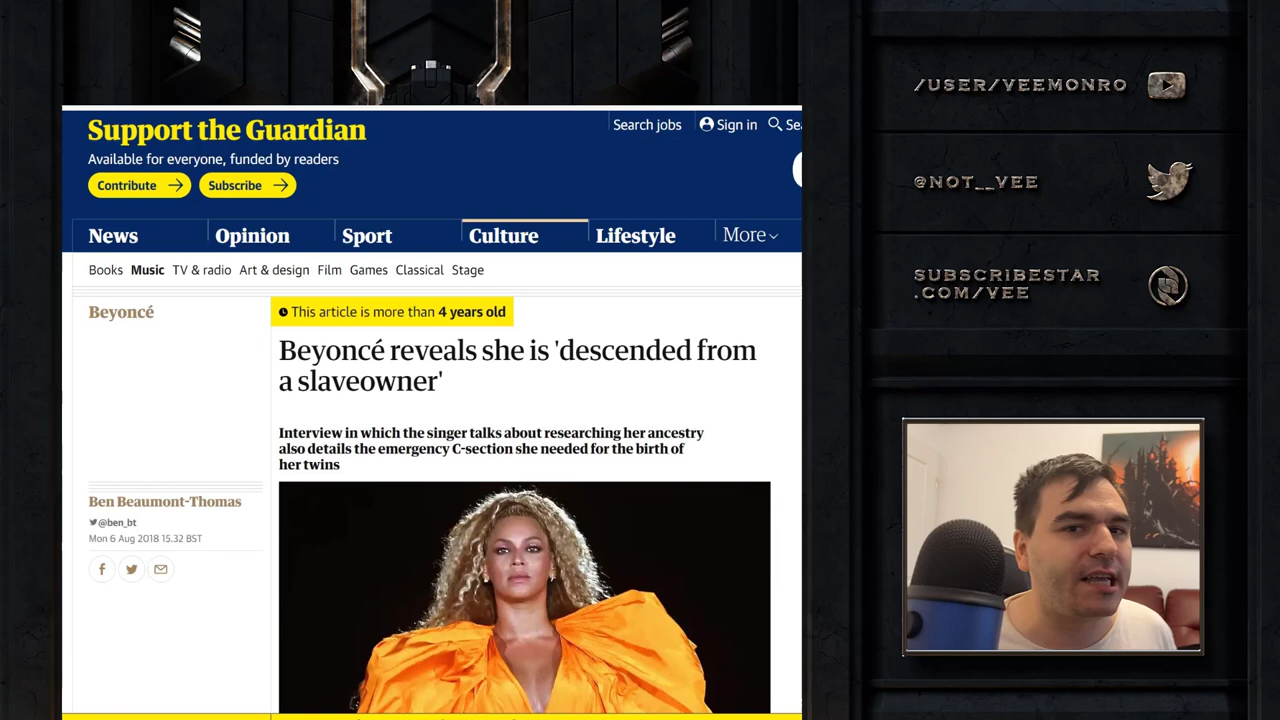 Support the Guardian
Available for everyone, funded by readers
Contribute
Subscribe
Search jobs
Sign in
Se
News
Opinion
Sport
Culture
Lifestyle
More
Books
Music
TV & radio
Art & design
Film
Games
Classical
Stage
Beyoncé
This article is more than 4 years old
Beyoncé reveals she is 'descended from
a slaveowner'
Interview in which the singer talks about researching her ancestry
also details the emergency C-section she needed for the birth of
her twins
Ben Beaumont-Thomas
@ben_bt
Mon 6 Aug 2018 15.32 BST
/USER/VEEMONRO
@NOT__VEE
SUBSCRIBESTAR
.COM/VEE